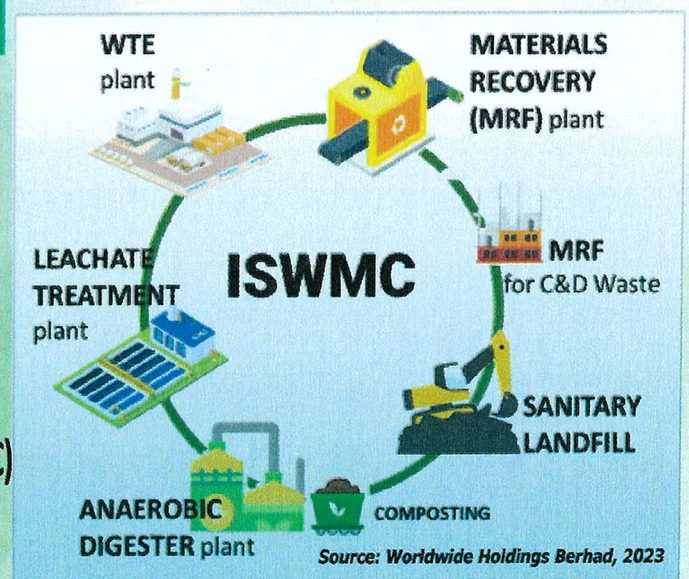 WTE
plant
MATERIALS
RECOVERY
(MRF) plant
MRF
for C&D Waste
ISWMC
LEACHATE
TREATMENT
plant
SANITARY
LANDFILL
COMPOSTING
ANAEROBIC
DIGESTER plant
Source: Worldwide Holdings Berhad, 2023